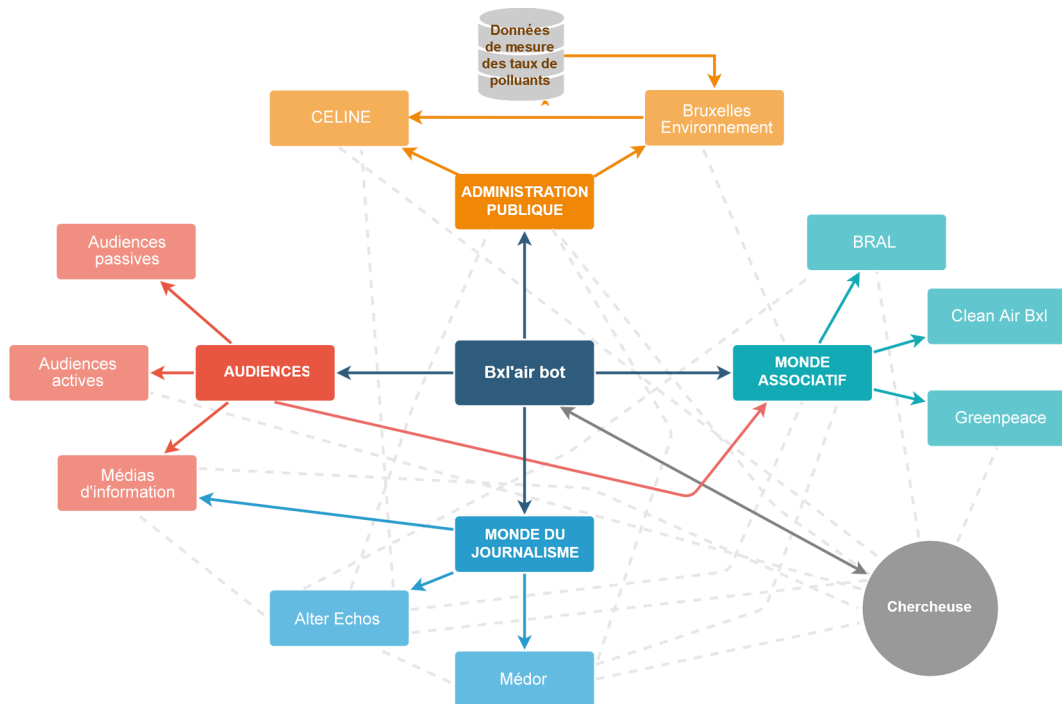 Données
de mesure
des taux de
polluants
CELINE
Bruxelles
Environnement
ADMINISTRATION
PUBLIQUE
Audiences
passives
BRAL
Clean Air Bxl
Audiences
actives
AUDIENCES
Bxl'air bot
MONDE
ASSOCIATIF
Greenpeace
Médias
d'information
MONDE DU
JOURNALISME
Alter Echos
Chercheuse
Médor